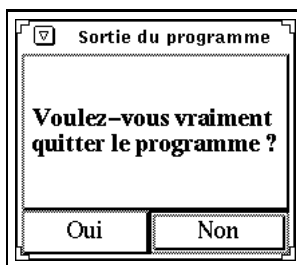 Sortie du programme
Voulez-vous vraiment
quitter le programme ?
Oui
Non